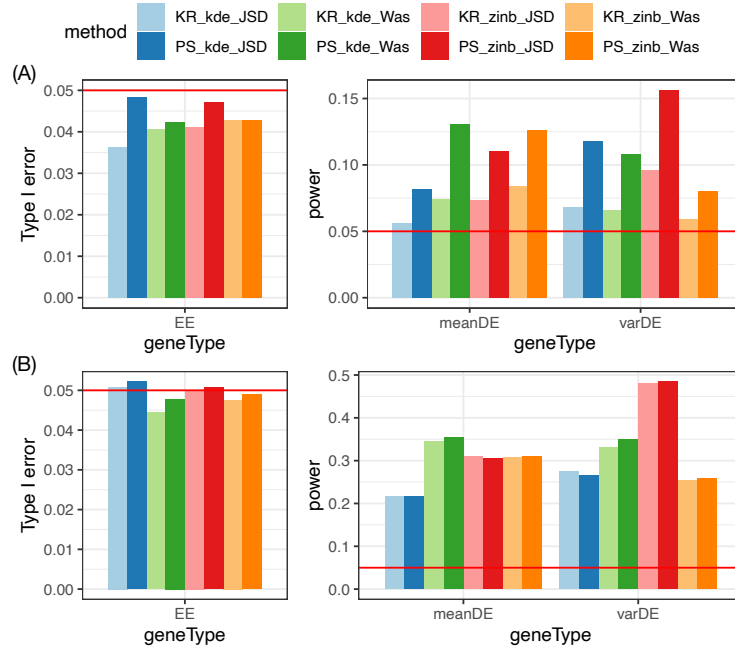 method
KR_kde_JSD KR_kde_Was KR_zinb_JSD KR_zinb_Was
PS_kde_JSD PS_kde_Was PS_zinb_JSD PS_zinb_Was
(A)
Type I error
0.05
0.04
0.03
0.02
0.01
0.00
EE
geneType
power
0.15
0.10
0.05
0.00
meanDE varDE
geneType
(B)
Type I error
0.05
0.04
0.03
0.02
0.01
0.00
EE
geneType
power
0.5
0.4
0.3
0.2
0.1
0.0
meanDE varDE
geneType